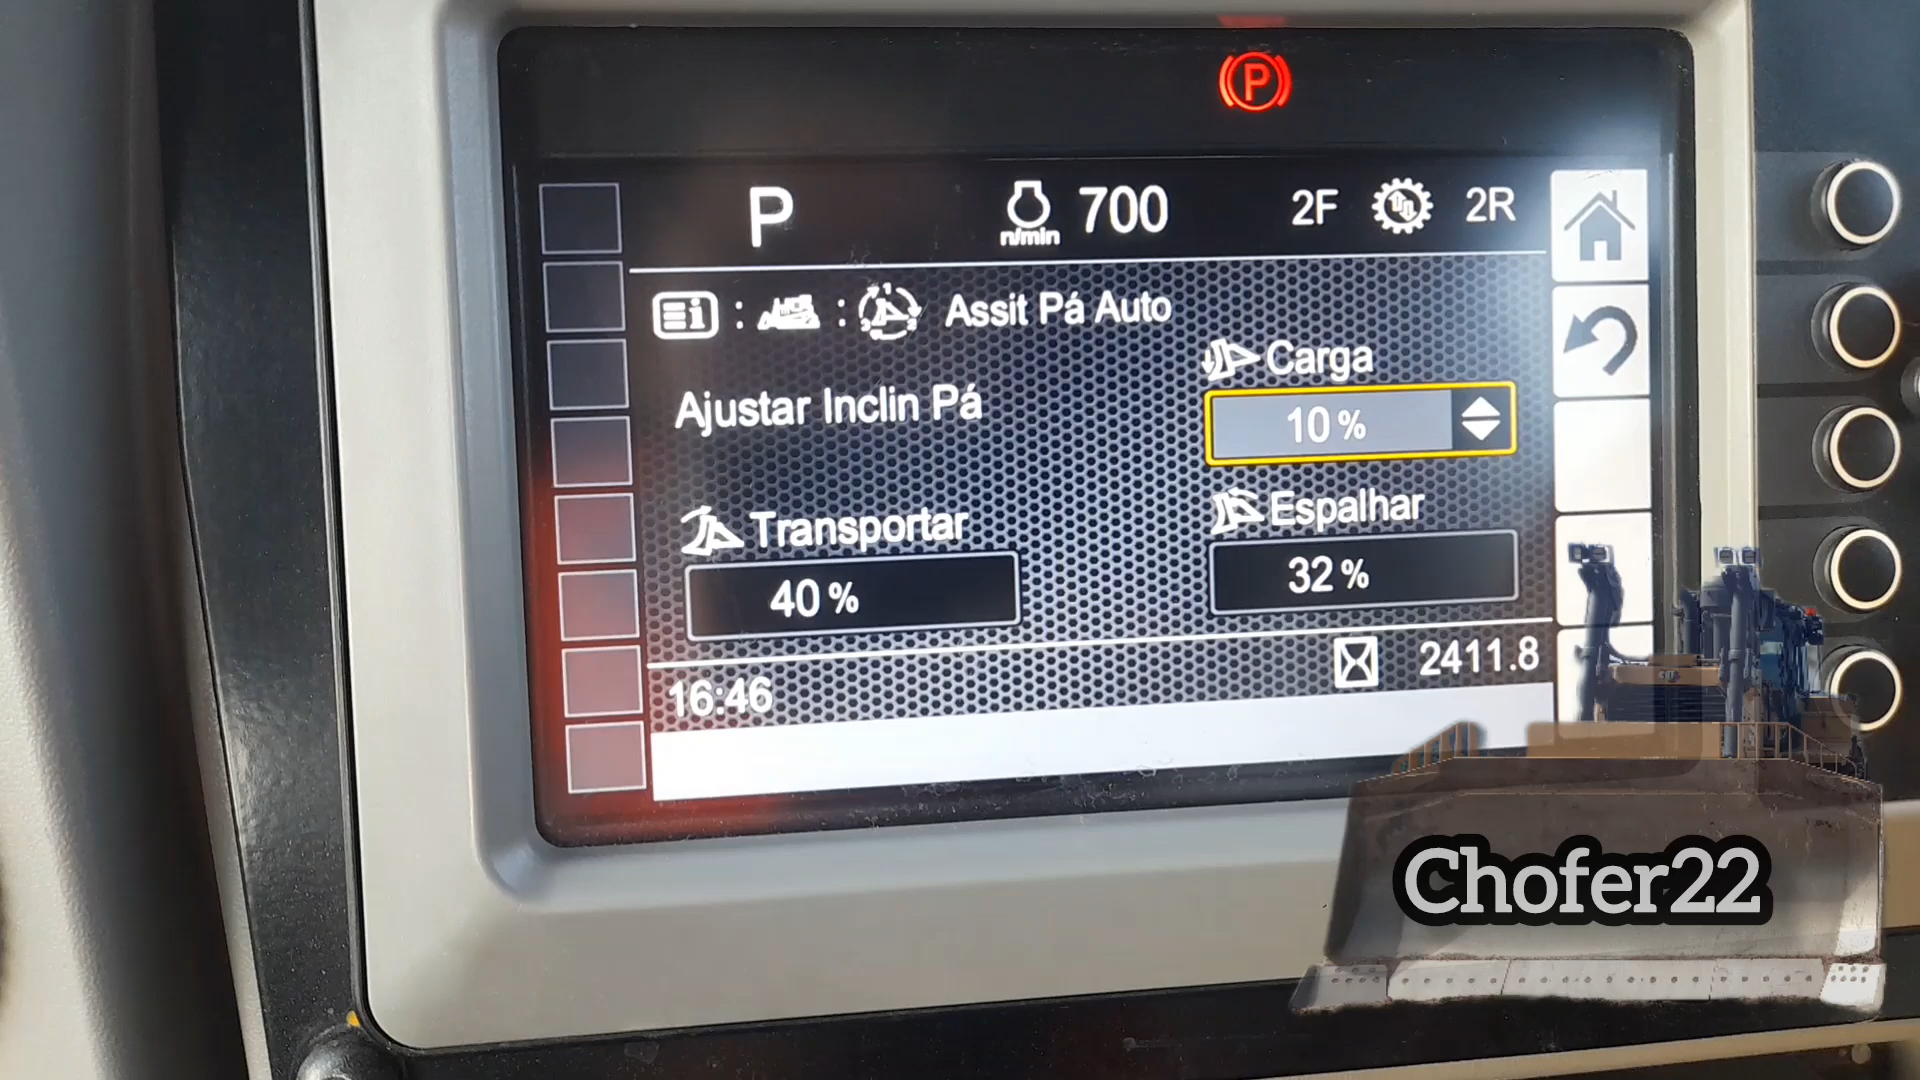 P
P
n/min
700
2F
2R
Assit Pá Auto
Ajustar Inclin Pá
Carga
10%
Transportar
40%
Espalhar
32%
16:46
2411.8
Chofer22